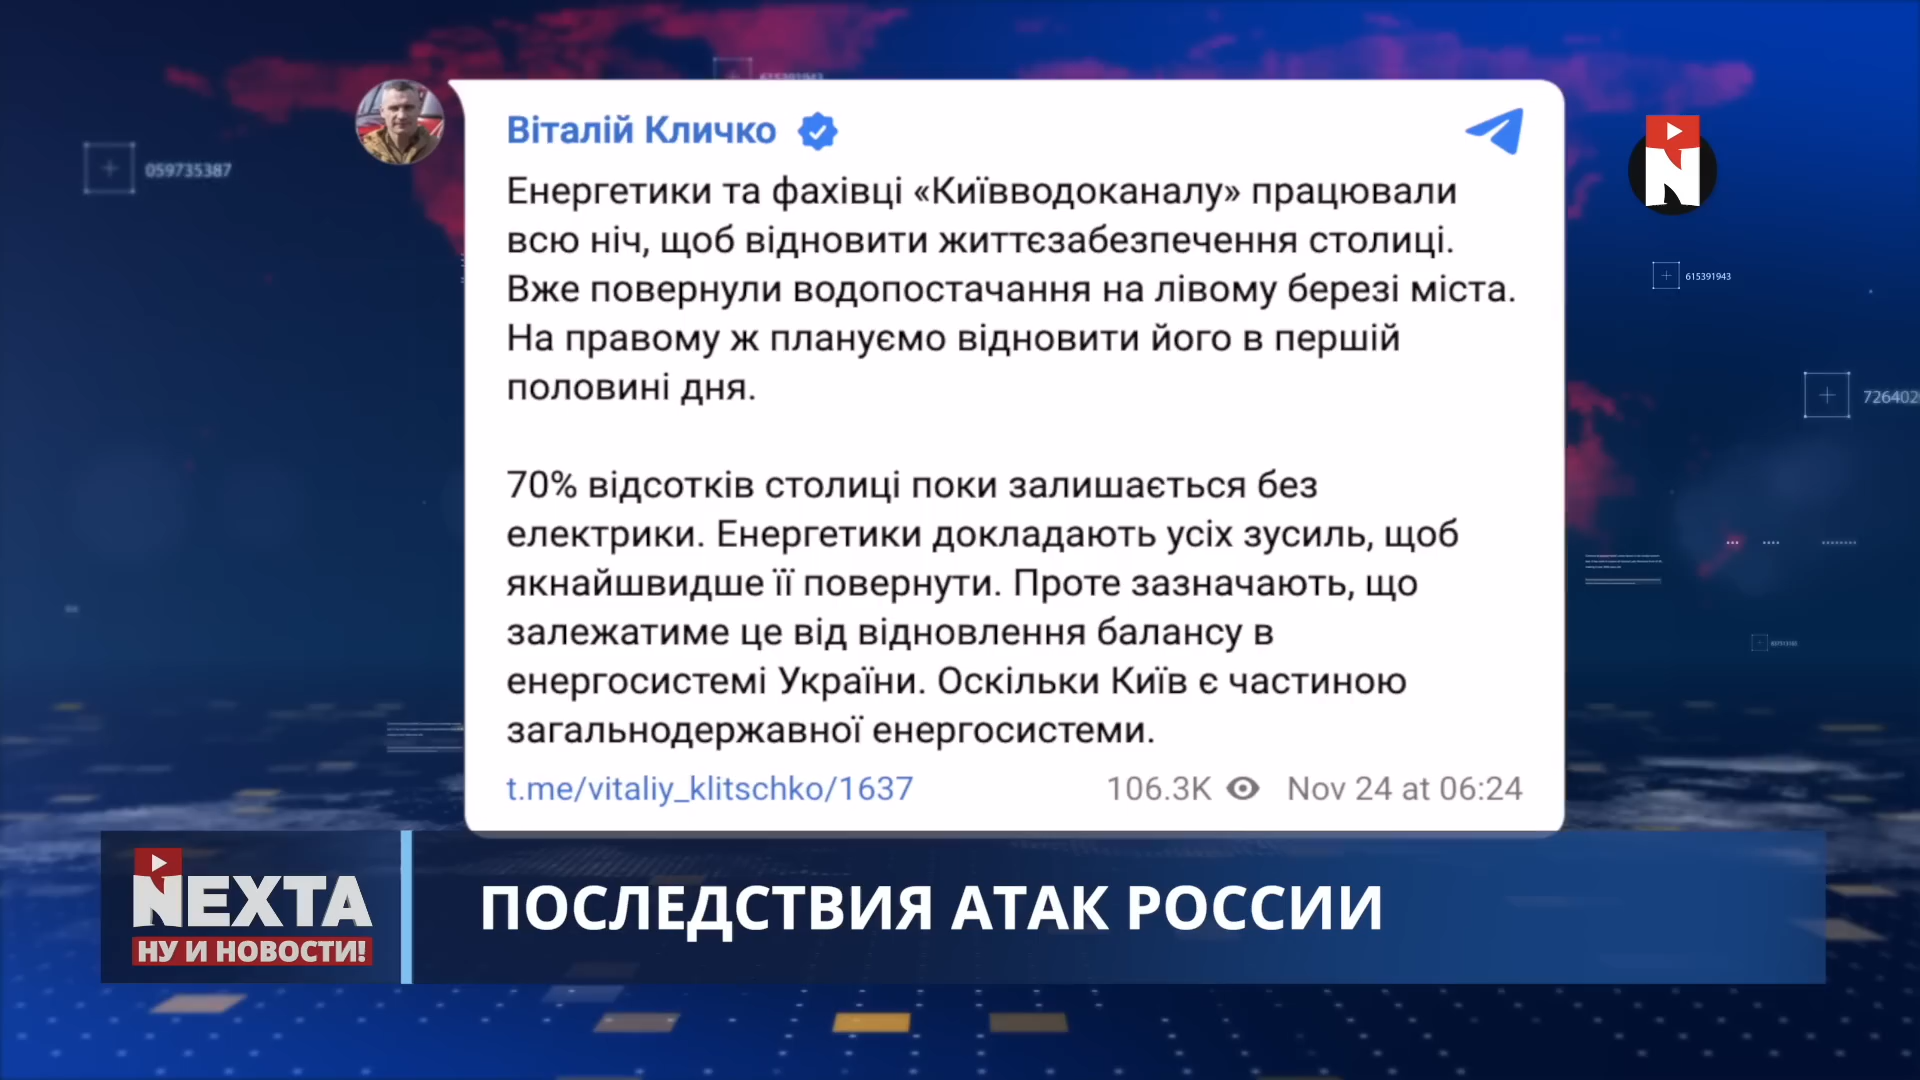 615391943
059735387
Віталій Кличко
Енергетики та фахівці «Київводоканалу» працювали
всю ніч, щоб відновити життєзабезпечення столиці.
Вже повернули водопостачання на лівому березі міста.
На правому ж плануємо відновити його в першій
половині дня.
70% відсотків столиці поки залишається без
електрики. Енергетики докладають усіх зусиль, щоб
якнайшвидше її повернути. Проте зазначають, що
залежатиме це від відновлення балансу в
енергосистемі України. Оскільки Київ є частиною
загальнодержавної енергосистеми.
t.me/vitaliy_klitschko/1637 106.3K Nov 24 at 06:24
N
615391943
726402
NEXTA
НУ И НОВОСТИ!
ПОСЛЕДСТВИЯ АТАК РОССИИ